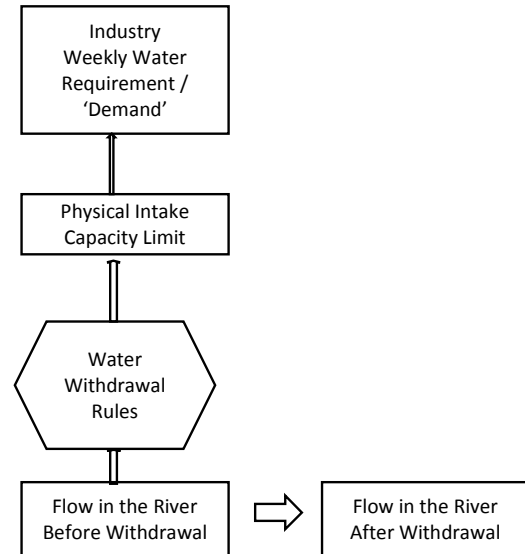 Industry
Weekly Water
Requirement /
‘Demand’
Physical Intake
Capacity Limit
Water
Withdrawal
Rules
Flow in the River
Before Withdrawal
Flow in the River
After Withdrawal